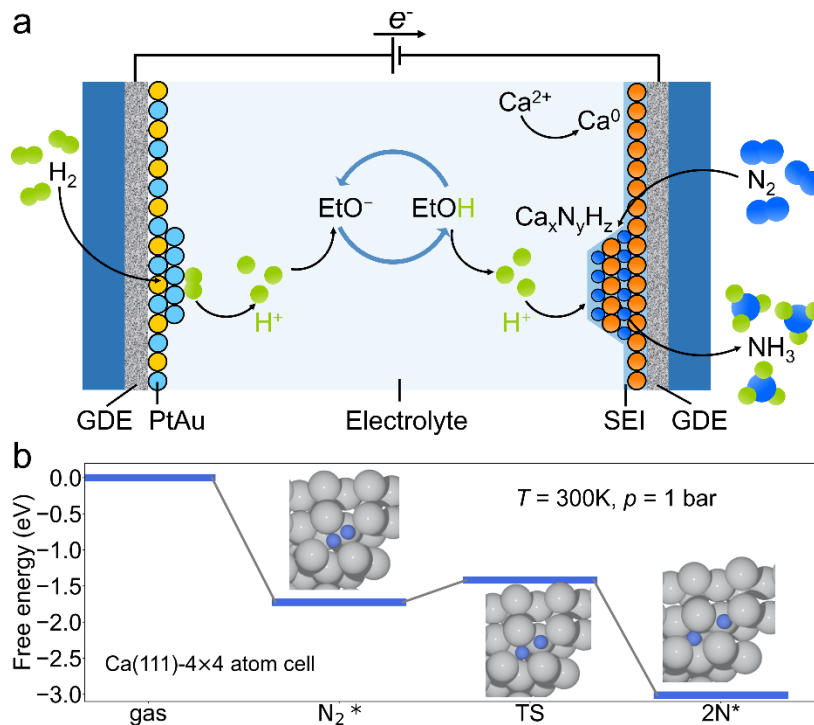 a
e⁻
Ca²⁺
Ca⁰
H₂
N₂
EtO⁻
EtOH
CaₓNᵧH_z
H⁺
H⁺
NH₃
GDE
PtAu
Electrolyte
SEI
GDE
b
Free energy (eV)
0.0
−0.5
−1.0
−1.5
−2.0
−2.5
−3.0
T = 300K, p = 1 bar
Ca(111)-4×4 atom cell
gas
N₂*
TS
2N*